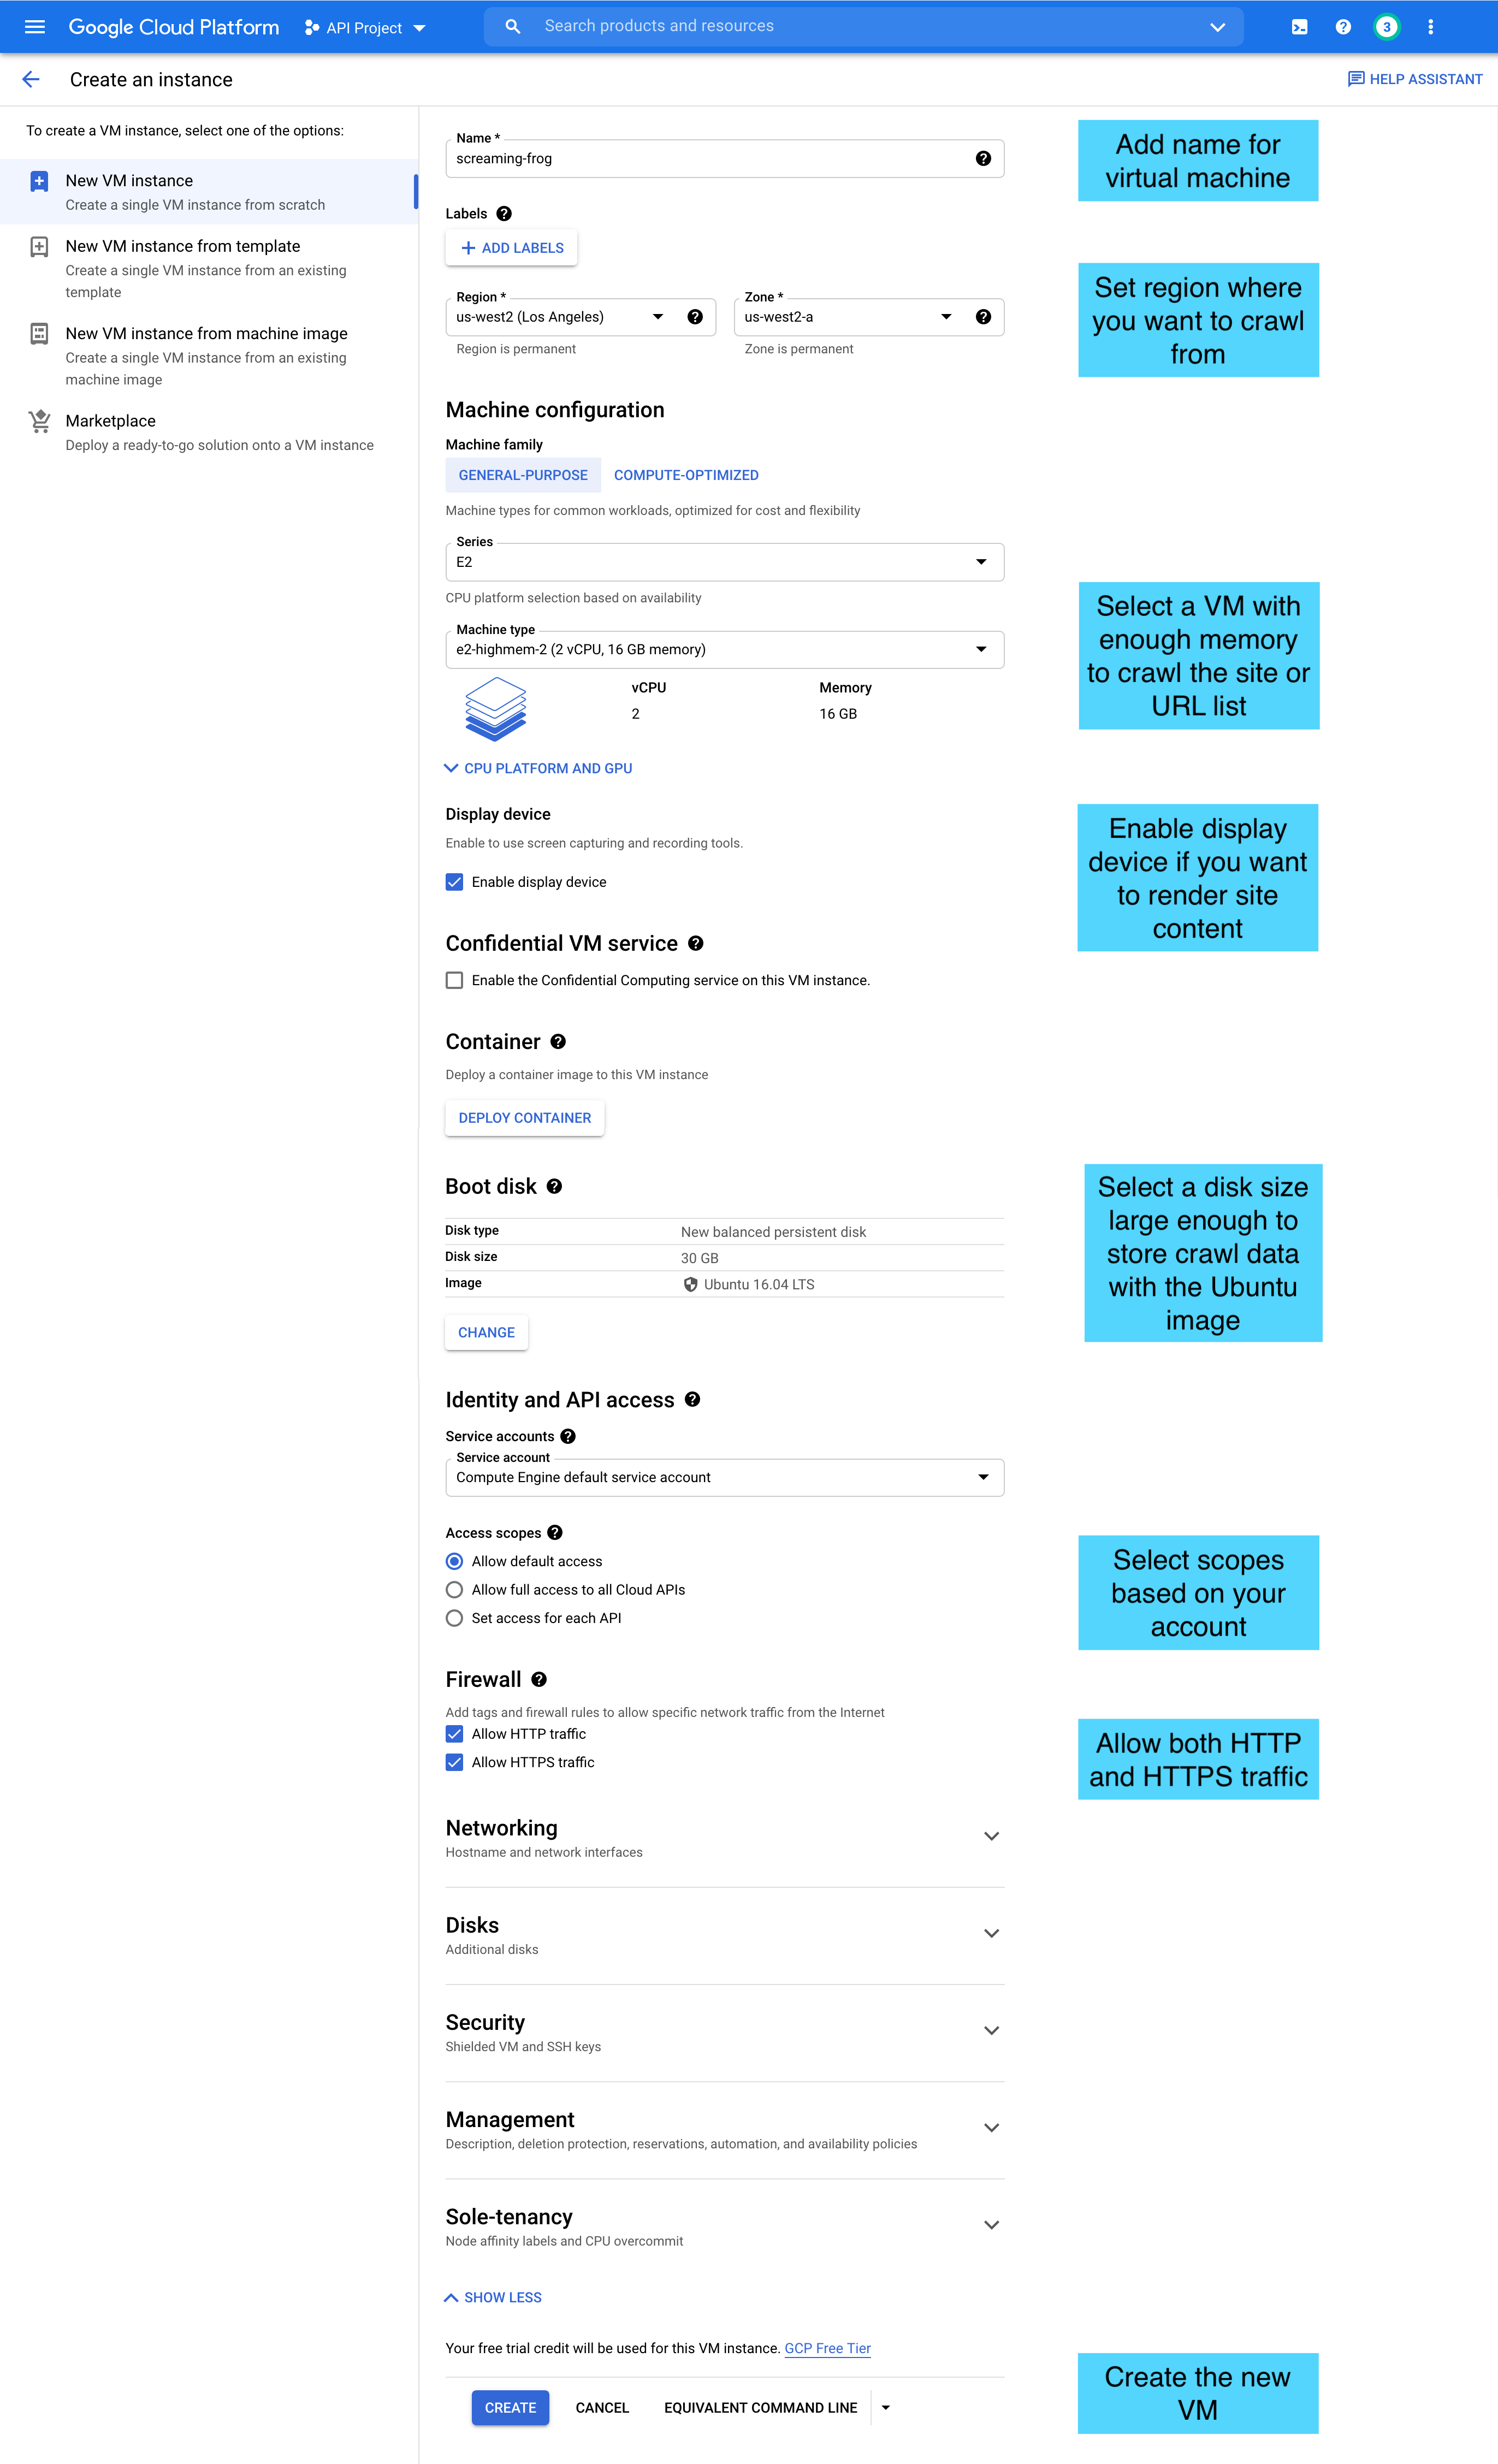 Google Cloud Platform
API Project
Search products and resources
3
Create an instance
HELP ASSISTANT
To create a VM instance, select one of the options:
New VM instance
Create a single VM instance from scratch
New VM instance from template
Create a single VM instance from an existing
template
New VM instance from machine image
Create a single VM instance from an existing
machine image
Marketplace
Deploy a ready-to-go solution onto a VM instance
Name *
screaming-frog
Add name for
virtual machine
Labels
ADD LABELS
Region *
us-west2 (Los Angeles)
Region is permanent
Zone *
us-west2-a
Zone is permanent
Set region where
you want to crawl
from
Machine configuration
Machine family
GENERAL-PURPOSE
COMPUTE-OPTIMIZED
Machine types for common workloads, optimized for cost and flexibility
Series
E2
CPU platform selection based on availability
Machine type
e2-highmem-2 (2 vCPU, 16 GB memory)
vCPU
2
Memory
16 GB
Select a VM with
enough memory
to crawl the site or
URL list
CPU PLATFORM AND GPU
Display device
Enable to use screen capturing and recording tools.
Enable display device
Enable display
device if you want
to render site
content
Confidential VM service
Enable the Confidential Computing service on this VM instance.
Container
Deploy a container image to this VM instance
DEPLOY CONTAINER
Boot disk
Disk type
New balanced persistent disk
Disk size
30 GB
Image
Ubuntu 16.04 LTS
CHANGE
Select a disk size
large enough to
store crawl data
with the Ubuntu
image
Identity and API access
Service accounts
Service account
Compute Engine default service account
Access scopes
Allow default access
Allow full access to all Cloud APIs
Set access for each API
Select scopes
based on your
account
Firewall
Add tags and firewall rules to allow specific network traffic from the Internet
Allow HTTP traffic
Allow HTTPS traffic
Allow both HTTP
and HTTPS traffic
Networking
Hostname and network interfaces
Disks
Additional disks
Security
Shielded VM and SSH keys
Management
Description, deletion protection, reservations, automation, and availability policies
Sole-tenancy
Node affinity labels and CPU overcommit
SHOW LESS
Your free trial credit will be used for this VM instance. GCP Free Tier
CREATE
CANCEL
EQUIVALENT COMMAND LINE
Create the new
VM